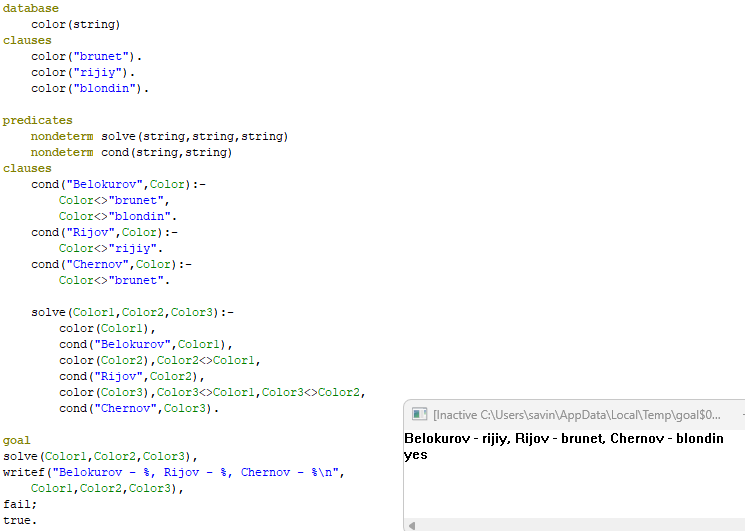 database
    color(string)
clauses
    color("brunet").
    color("rijiy").
    color("blondin").

predicates
    nondeterm solve(string,string,string)
    nondeterm cond(string,string)
clauses
    cond("Belokurov",Color):-
        Color<>"brunet",
        Color<>"blondin".
    cond("Rijov",Color):-
        Color<>"rijiy".
    cond("Chernov",Color):-
        Color<>"brunet".

    solve(Color1,Color2,Color3):-
        color(Color1),
        cond("Belokurov",Color1),
        color(Color2),Color2<>Color1,
        cond("Rijov",Color2),
        color(Color3),Color3<>Color1,Color3<>Color2,
        cond("Chernov",Color3).

goal
solve(Color1,Color2,Color3),
writef("Belokurov - %, Rijov - %, Chernov - %\n",
    Color1,Color2,Color3),
fail;
true.
[Inactive C:\Users\savin\AppData\Local\Temp\goal$0...
Belokurov - rijiy, Rijov - brunet, Chernov - blondin
yes